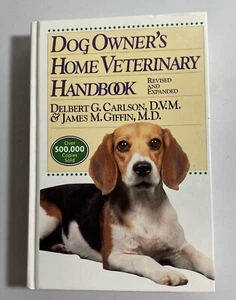 DOG OWNER'S
HOME VETERINARY
HANDBOOK
REVISED
AND
EXPANDED
DELBERT G. CARLSON, D.V.M.
& JAMES M. GIFFIN, M.D.
Over
500,000
Copies
Sold